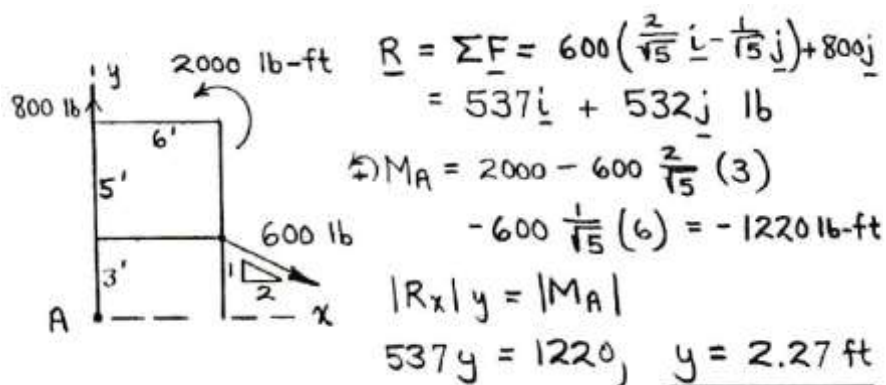 y
2000 lb-ft
800 lb
6'
5'
600 lb
1
2
3'
A
x
R = ΣF = 600(2/√5 i - 1/√5 j) + 800j
= 537i + 532j lb
↺+) M_A = 2000 - 600 2/√5 (3)
-600 1/√5 (6) = -1220 lb-ft
|R_x| y = |M_A|
537y = 1220, y = 2.27 ft